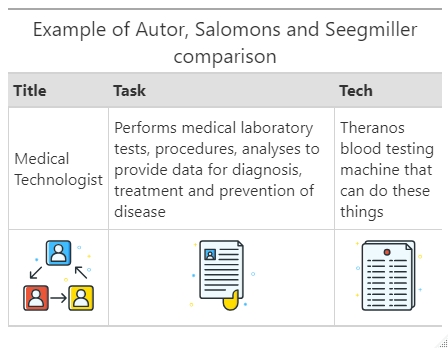 Example of Autor, Salomons and Seegmiller
comparison
Title Task Tech
Medical
Technologist
Performs medical laboratory
tests, procedures, analyses to
provide data for diagnosis,
treatment and prevention of
disease
Theranos
blood testing
machine that
can do these
things